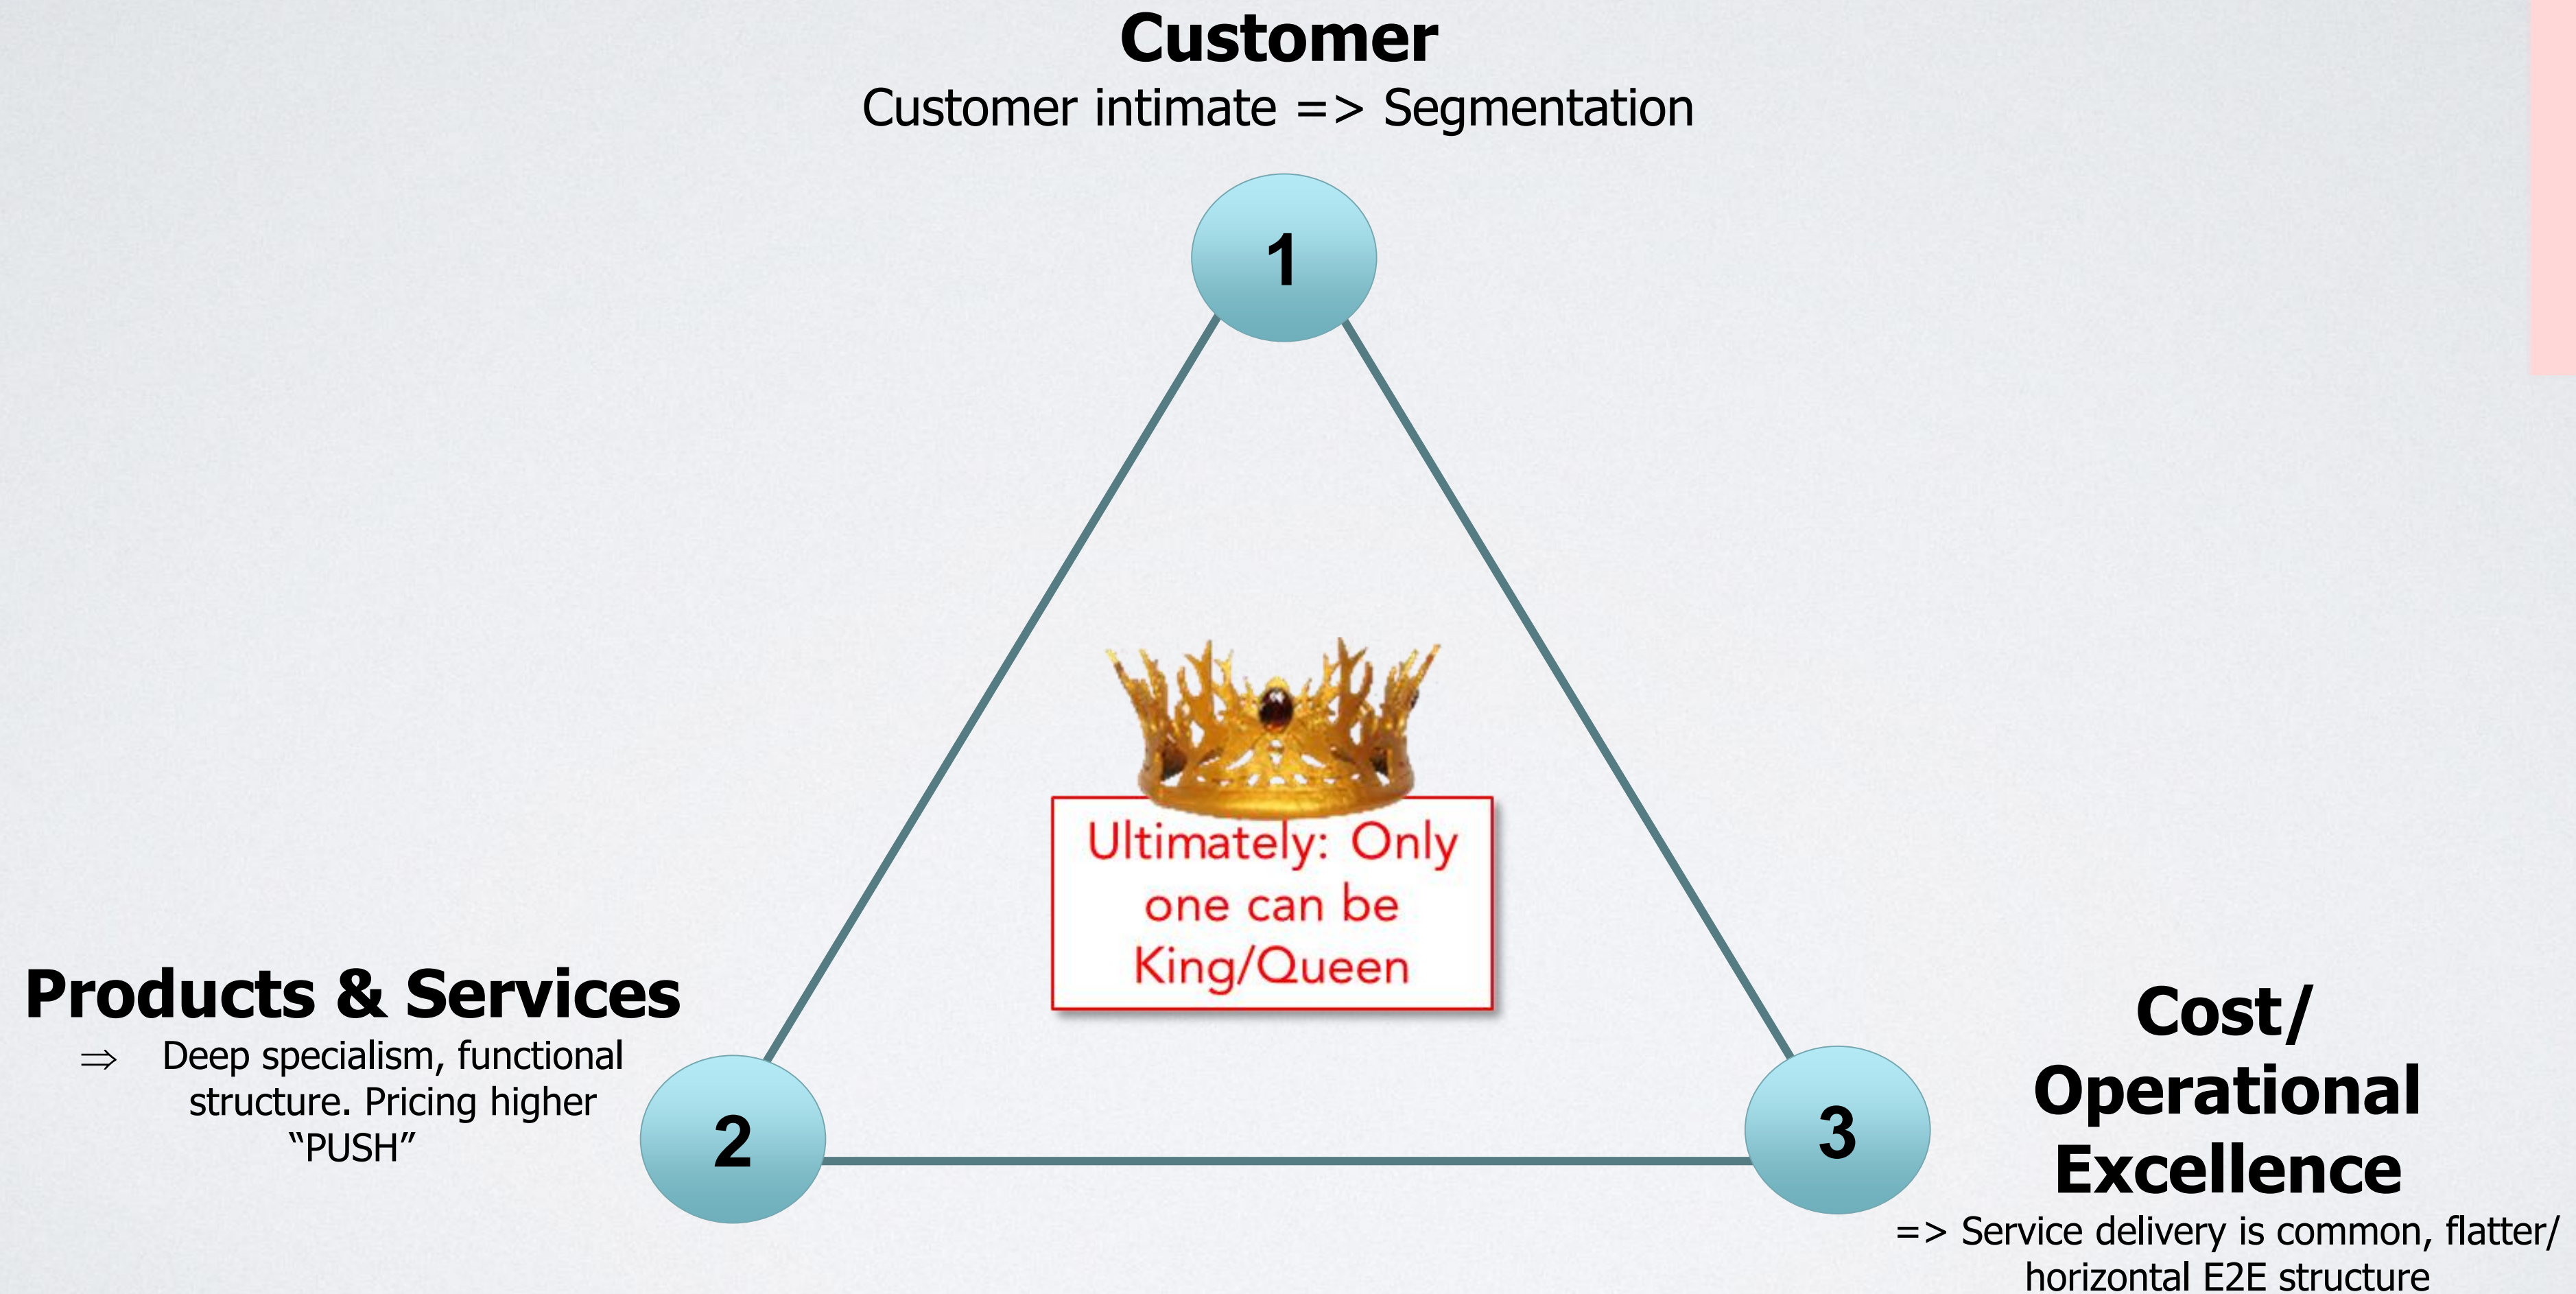 Customer
Customer intimate => Segmentation
1
Ultimately: Only
one can be
King/Queen
Products & Services
⇒ Deep specialism, functional
structure. Pricing higher
“PUSH”
2
3
Cost/
Operational
Excellence
=> Service delivery is common, flatter/
horizontal E2E structure